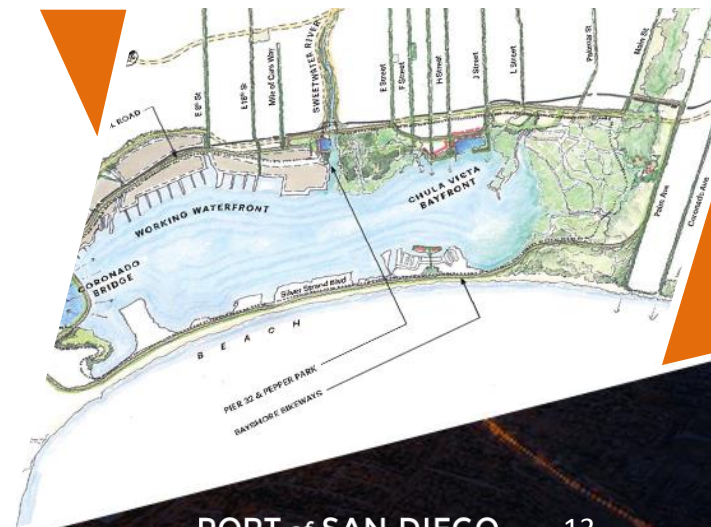 E 8th St
E 18th St
Mile of Cars Way
SWEETWATER RIVER
E Street
F Street
H Street
J Street
L Street
Palomar St
Main St
ROAD
WORKING WATERFRONT
CHULA VISTA
BAYFRONT
Palm Ave
Coronado Ave
CORONADO
BRIDGE
Silver Strand Blvd
BEACH
PIER 32 & PEPPER PARK
BAYSHORE BIKEWAYS
PORT of SAN DIEGO
12